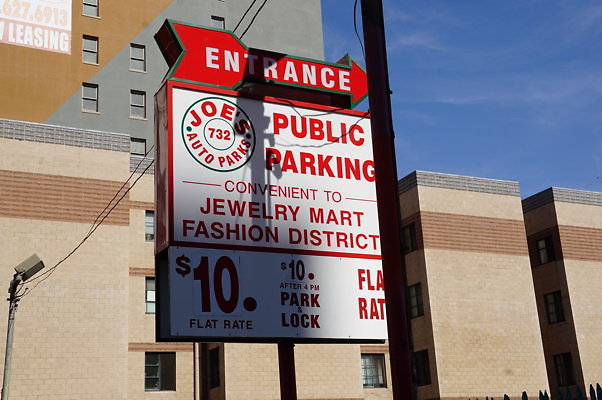 .627.6913
LEASING
ENTRANCE
JOE'S
732
AUTO PARKS
PUBLIC
PARKING
CONVENIENT TO
JEWELRY MART
FASHION DISTRICT
$10.
FLAT RATE
$10.
AFTER 4 PM
PARK
&
LOCK
FLA
RAT